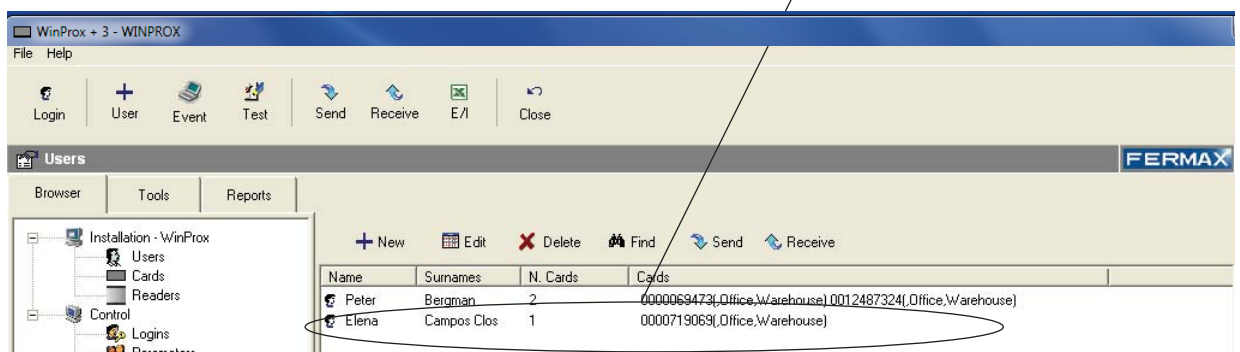 WinProx + 3 - WINPROX
File Help
Login User Event Test Send Receive E/I Close
Users FERMAX
Browser Tools Reports
New Edit Delete Find Send Receive
Installation - WinProx
Users
Cards
Readers
Control
Logins
Parameters
Name Surnames N. Cards Cards
Peter Bergman 2 0000069473(,Office,Warehouse) 0012487324(,Office,Warehouse)
Elena Campos Clos 1 0000719069(,Office,Warehouse)